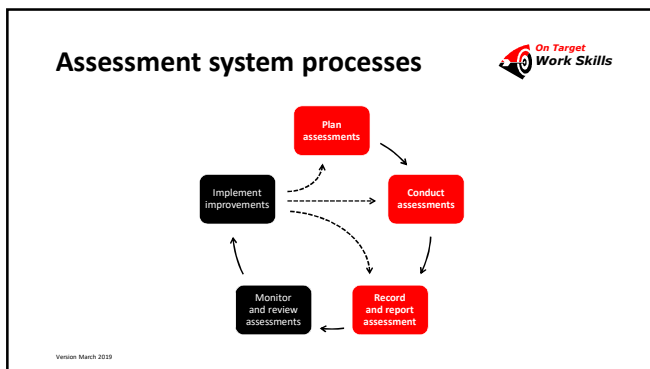 Assessment system processes
On Target
Work Skills
Plan
assessments
Conduct
assessments
Record
and report
assessment
Monitor
and review
assessments
Implement
improvements
Version March 2019